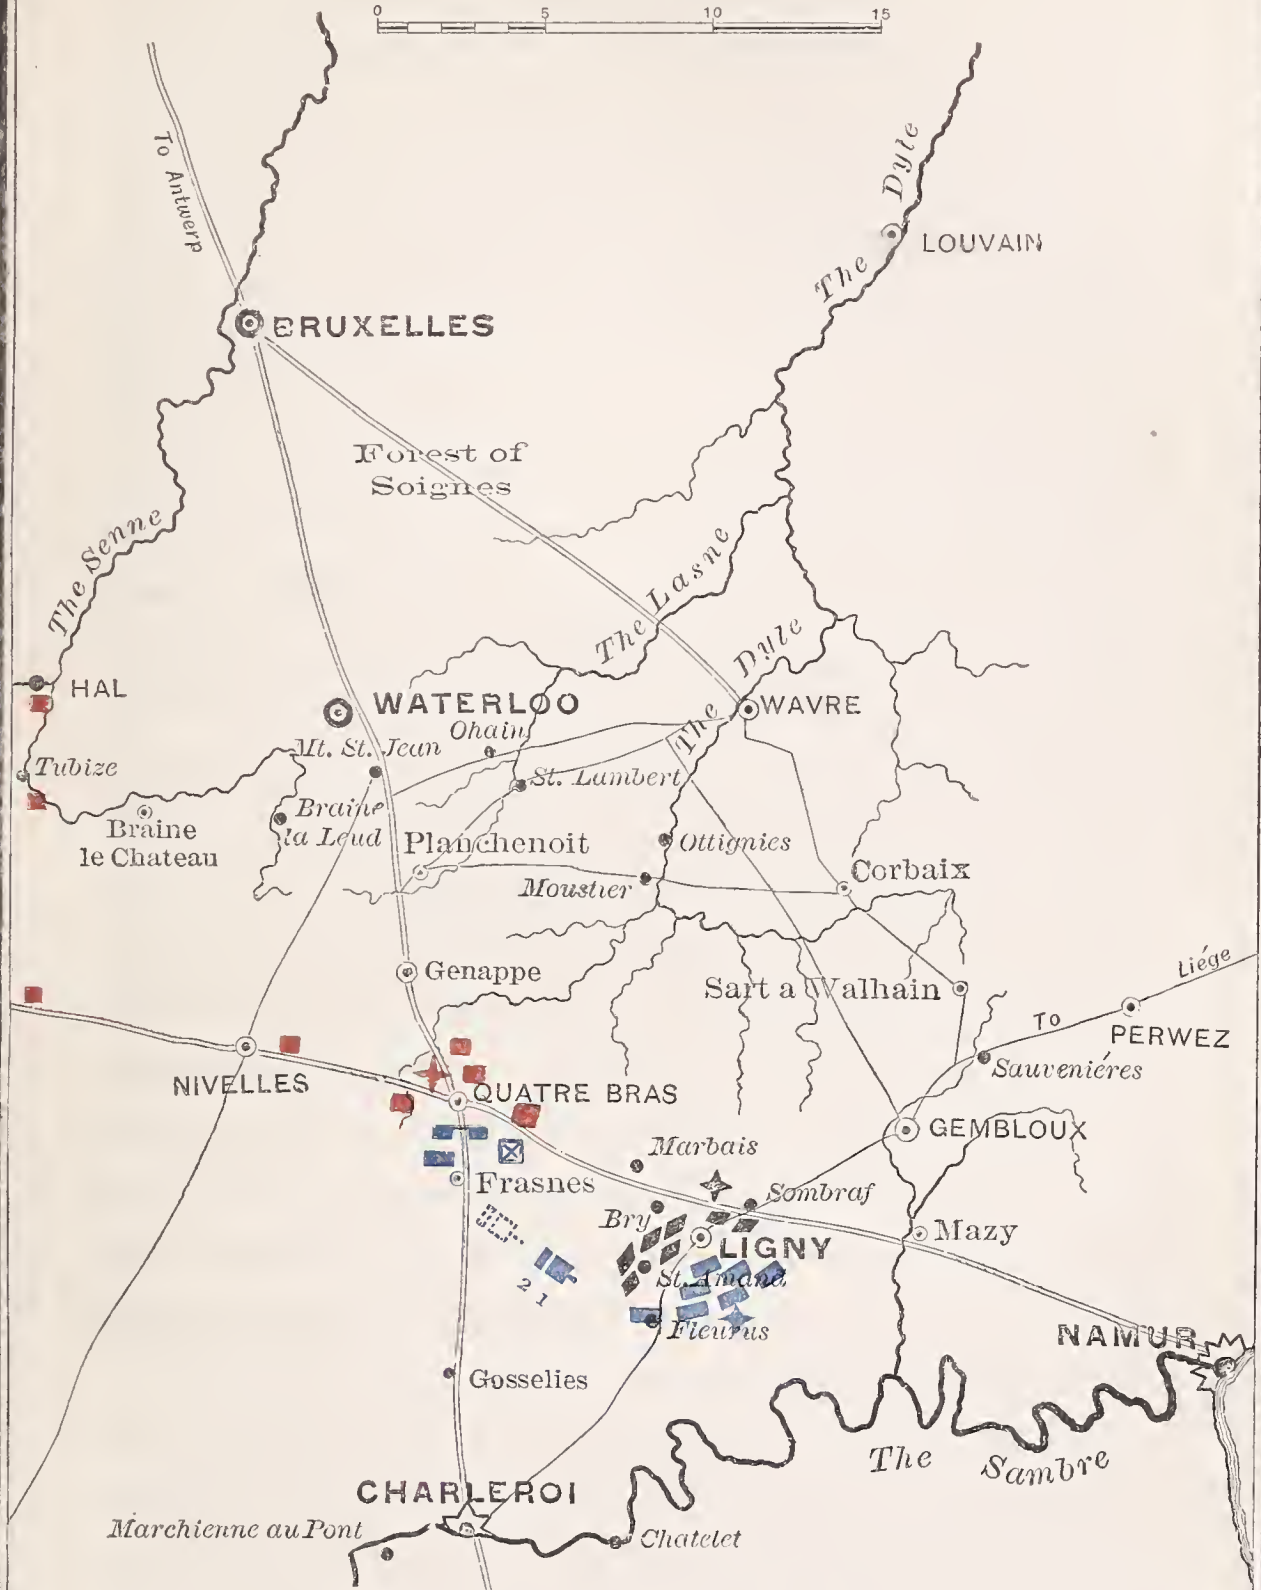 0 5 10 15
To Antwerp
The Dyle
LOUVAIN
BRUXELLES
Forest of
Soignes
The Senne
The Lasne
The Dyle
HAL
WATERLOO
WAVRE
Ohain
Mt. St. Jean
Tubize
St. Lambert
Braine
la Leud
Braine
le Chateau
Planchenoit
Ottignies
Corbaix
Moustier
Genappe
Sart a Walhain
To Liége
PERWEZ
NIVELLES
Sauveniéres
QUATRE BRAS
GEMBLOUX
Marbais
Frasnes
Sombraf
Bry
Mazy
LIGNY
St. Amand
2 1
Fleurus
NAMUR
Gosselies
The Sambre
CHARLEROI
Marchienne au Pont
Chatelet